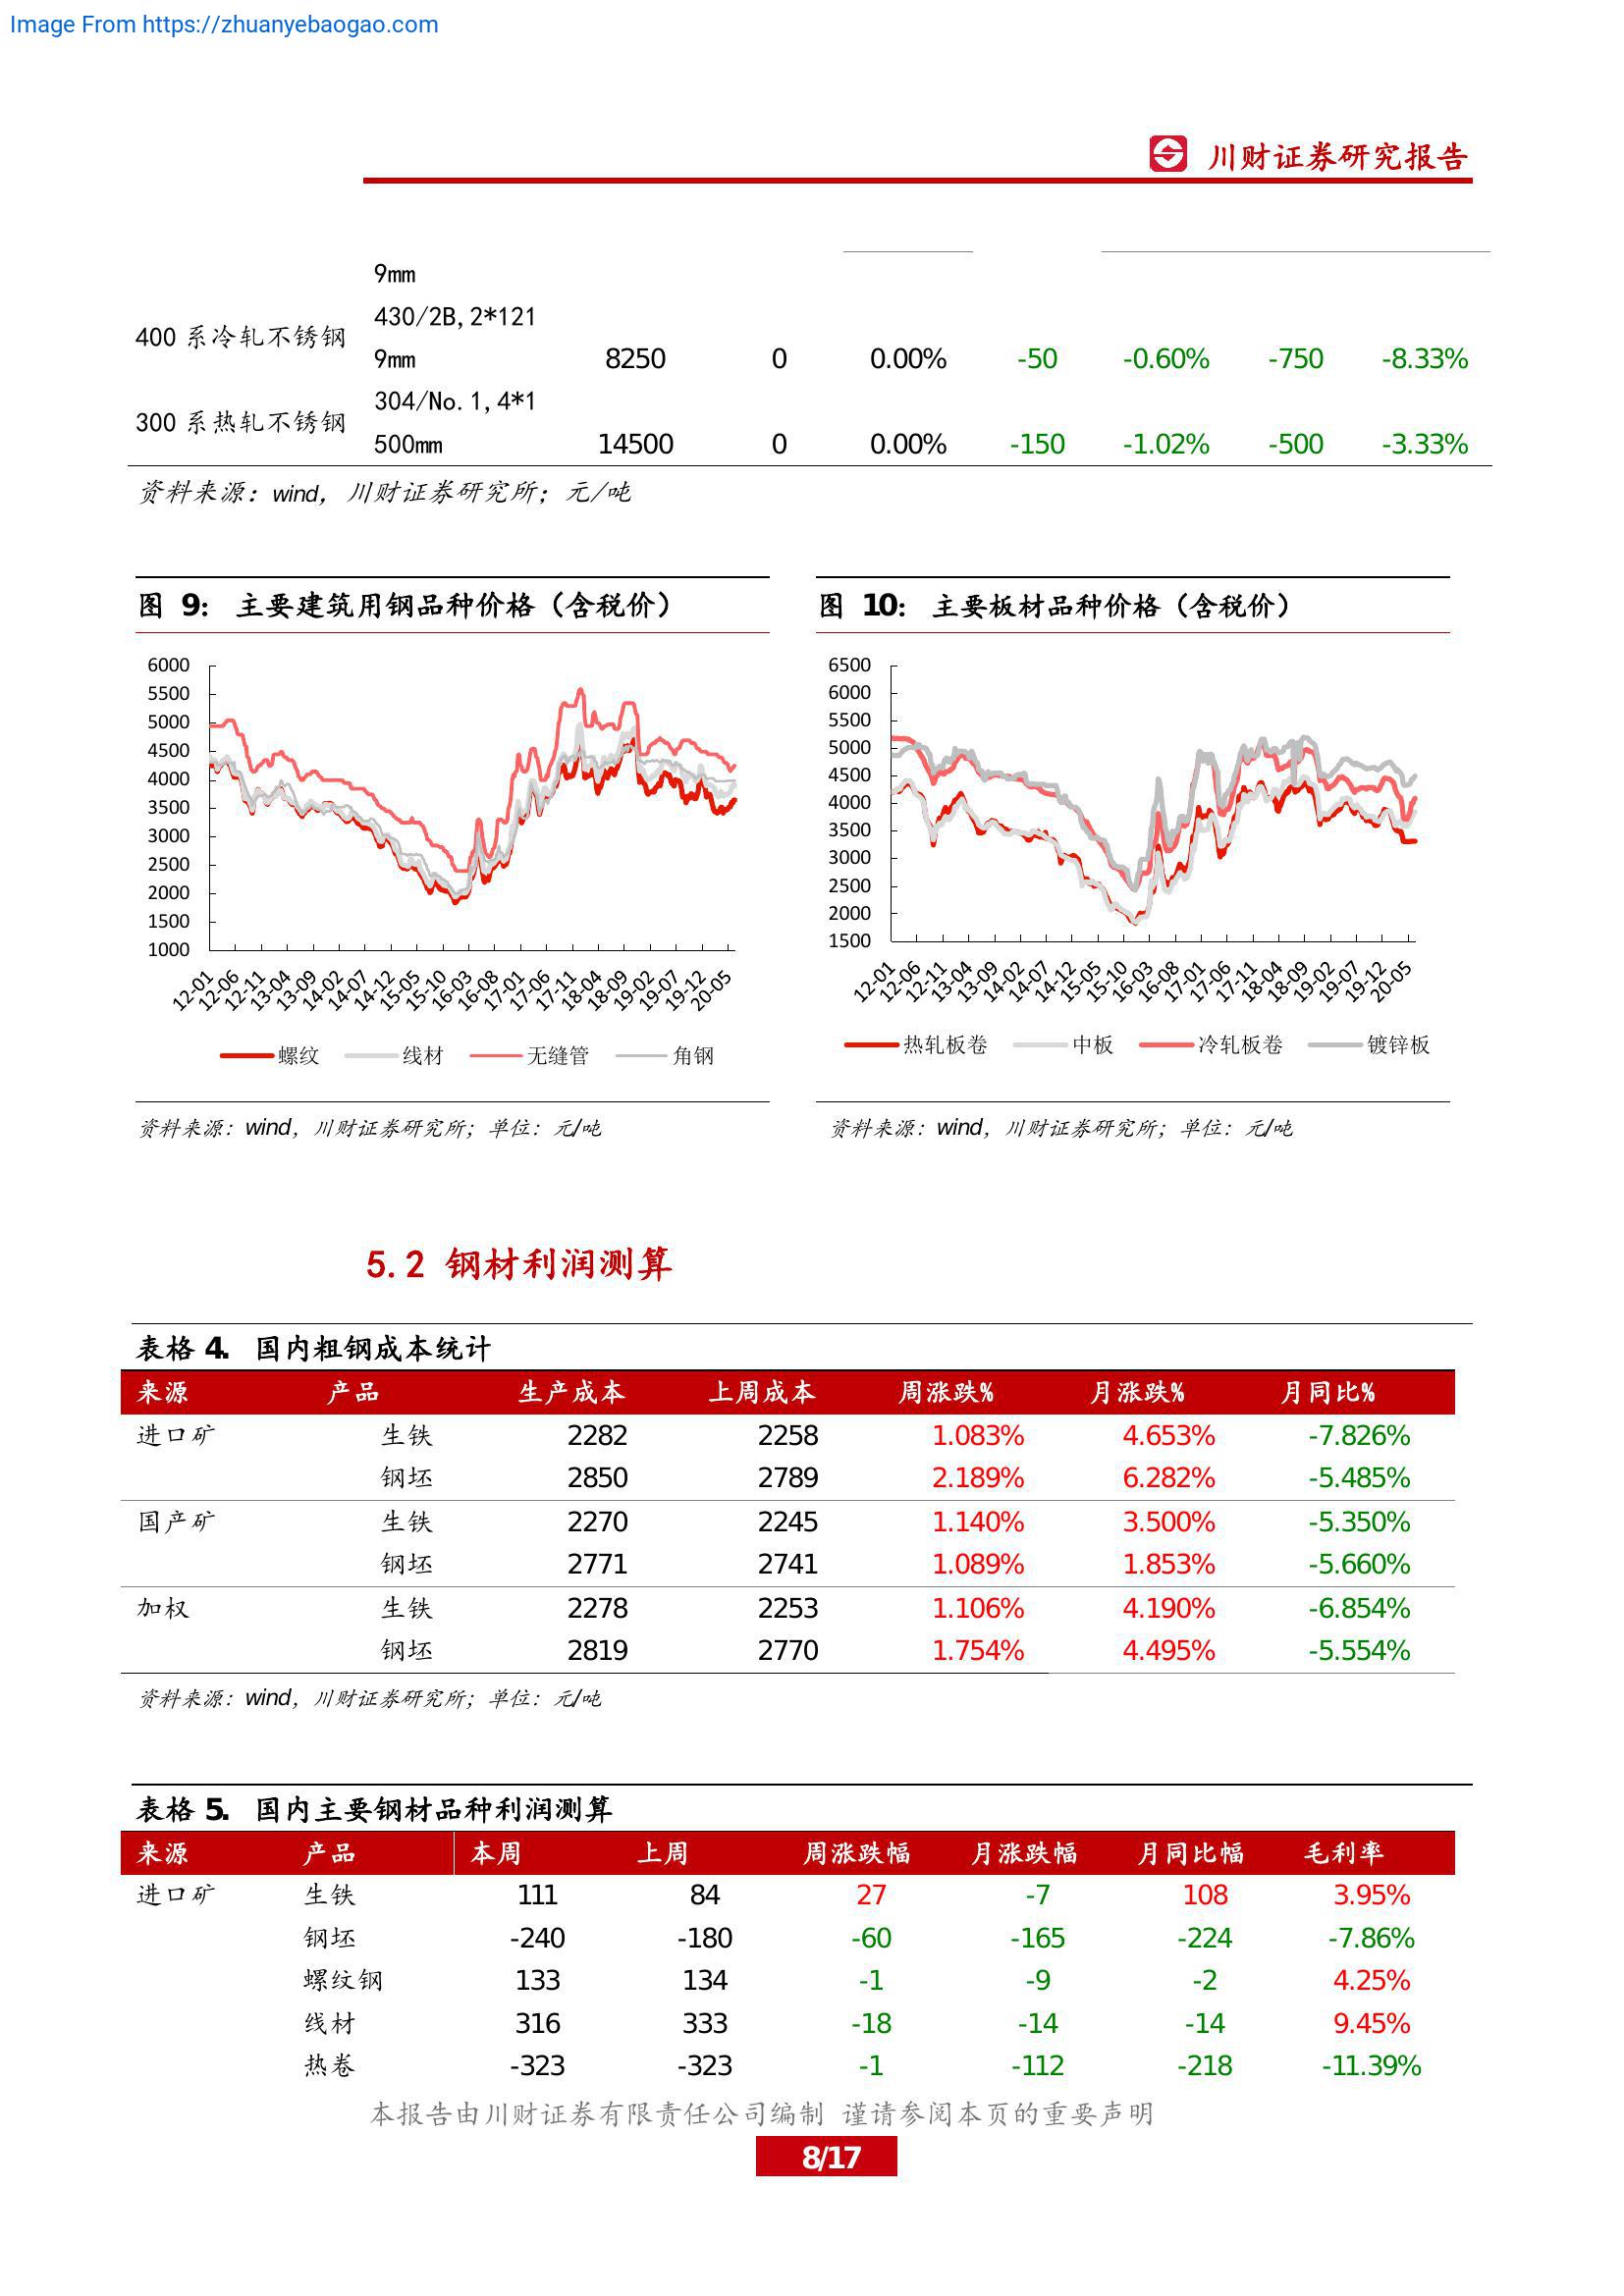 Image From https://zhuanyebaogao.com
川财证券研究报告
9mm
400 系冷轧不锈钢 430/2B,2*121
9mm 8250 0 0.00% -50 -0.60% -750 -8.33%
300 系热轧不锈钢 304/No.1,4*1
500mm 14500 0 0.00% -150 -1.02% -500 -3.33%
资料来源：wind，川财证券研究所；元/吨
图 9： 主要建筑用钢品种价格（含税价）
6000
5500
5000
4500
4000
3500
3000
2500
2000
1500
1000
12-01 12-06 12-11 13-04 13-09 14-02 14-07 14-12 15-05 15-10 16-03 16-08 17-01 17-06 17-11 18-04 18-09 19-02 19-07 19-12 20-05
螺纹 线材 无缝管 角钢
资料来源：wind，川财证券研究所；单位：元/吨
图 10： 主要板材品种价格（含税价）
6500
6000
5500
5000
4500
4000
3500
3000
2500
2000
1500
12-01 12-06 12-11 13-04 13-09 14-02 14-07 14-12 15-05 15-10 16-03 16-08 17-01 17-06 17-11 18-04 18-09 19-02 19-07 19-12 20-05
热轧板卷 中板 冷轧板卷 镀锌板
资料来源：wind，川财证券研究所；单位：元/吨
5.2 钢材利润测算
表格 4. 国内粗钢成本统计
来源 产品 生产成本 上周成本 周涨跌% 月涨跌% 月同比%
进口矿 生铁 2282 2258 1.083% 4.653% -7.826%
钢坯 2850 2789 2.189% 6.282% -5.485%
国产矿 生铁 2270 2245 1.140% 3.500% -5.350%
钢坯 2771 2741 1.089% 1.853% -5.660%
加权 生铁 2278 2253 1.106% 4.190% -6.854%
钢坯 2819 2770 1.754% 4.495% -5.554%
资料来源：wind，川财证券研究所；单位：元/吨
表格 5. 国内主要钢材品种利润测算
来源 产品 本周 上周 周涨跌幅 月涨跌幅 月同比幅 毛利率
进口矿 生铁 111 84 27 -7 108 3.95%
钢坯 -240 -180 -60 -165 -224 -7.86%
螺纹钢 133 134 -1 -9 -2 4.25%
线材 316 333 -18 -14 -14 9.45%
热卷 -323 -323 -1 -112 -218 -11.39%
本报告由川财证券有限责任公司编制 谨请参阅本页的重要声明
8/17